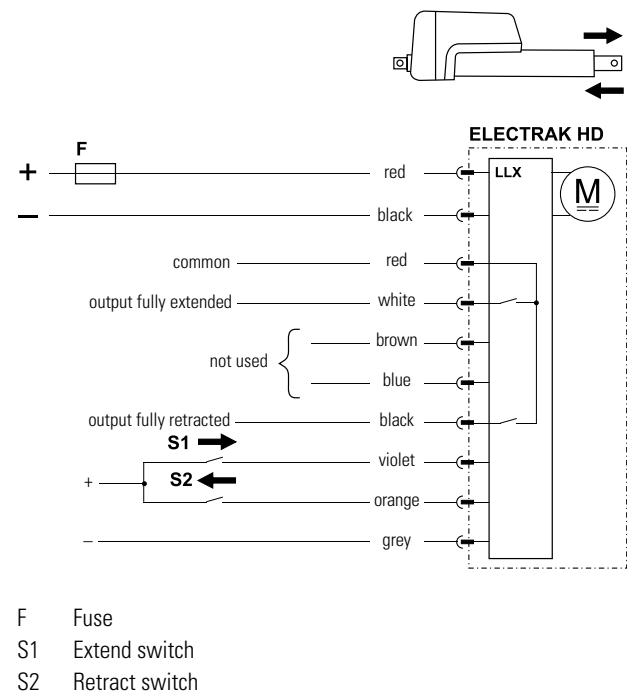 ELECTRAK HD
F
+ red LLX
M
– black
common red
output fully extended white
brown
not used
blue
output fully retracted black
S1
violet
+ S2
orange
– grey
F Fuse
S1 Extend switch
S2 Retract switch